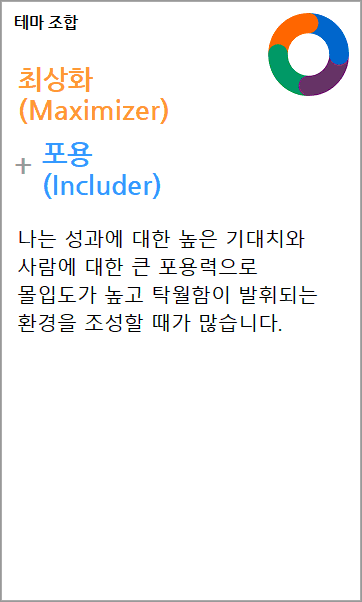 테마 조합
최상화
(Maximizer)
+ 포용
(Includer)
나는 성과에 대한 높은 기대치와
사람에 대한 큰 포용력으로
몰입도가 높고 탁월함이 발휘되는
환경을 조성할 때가 많습니다.